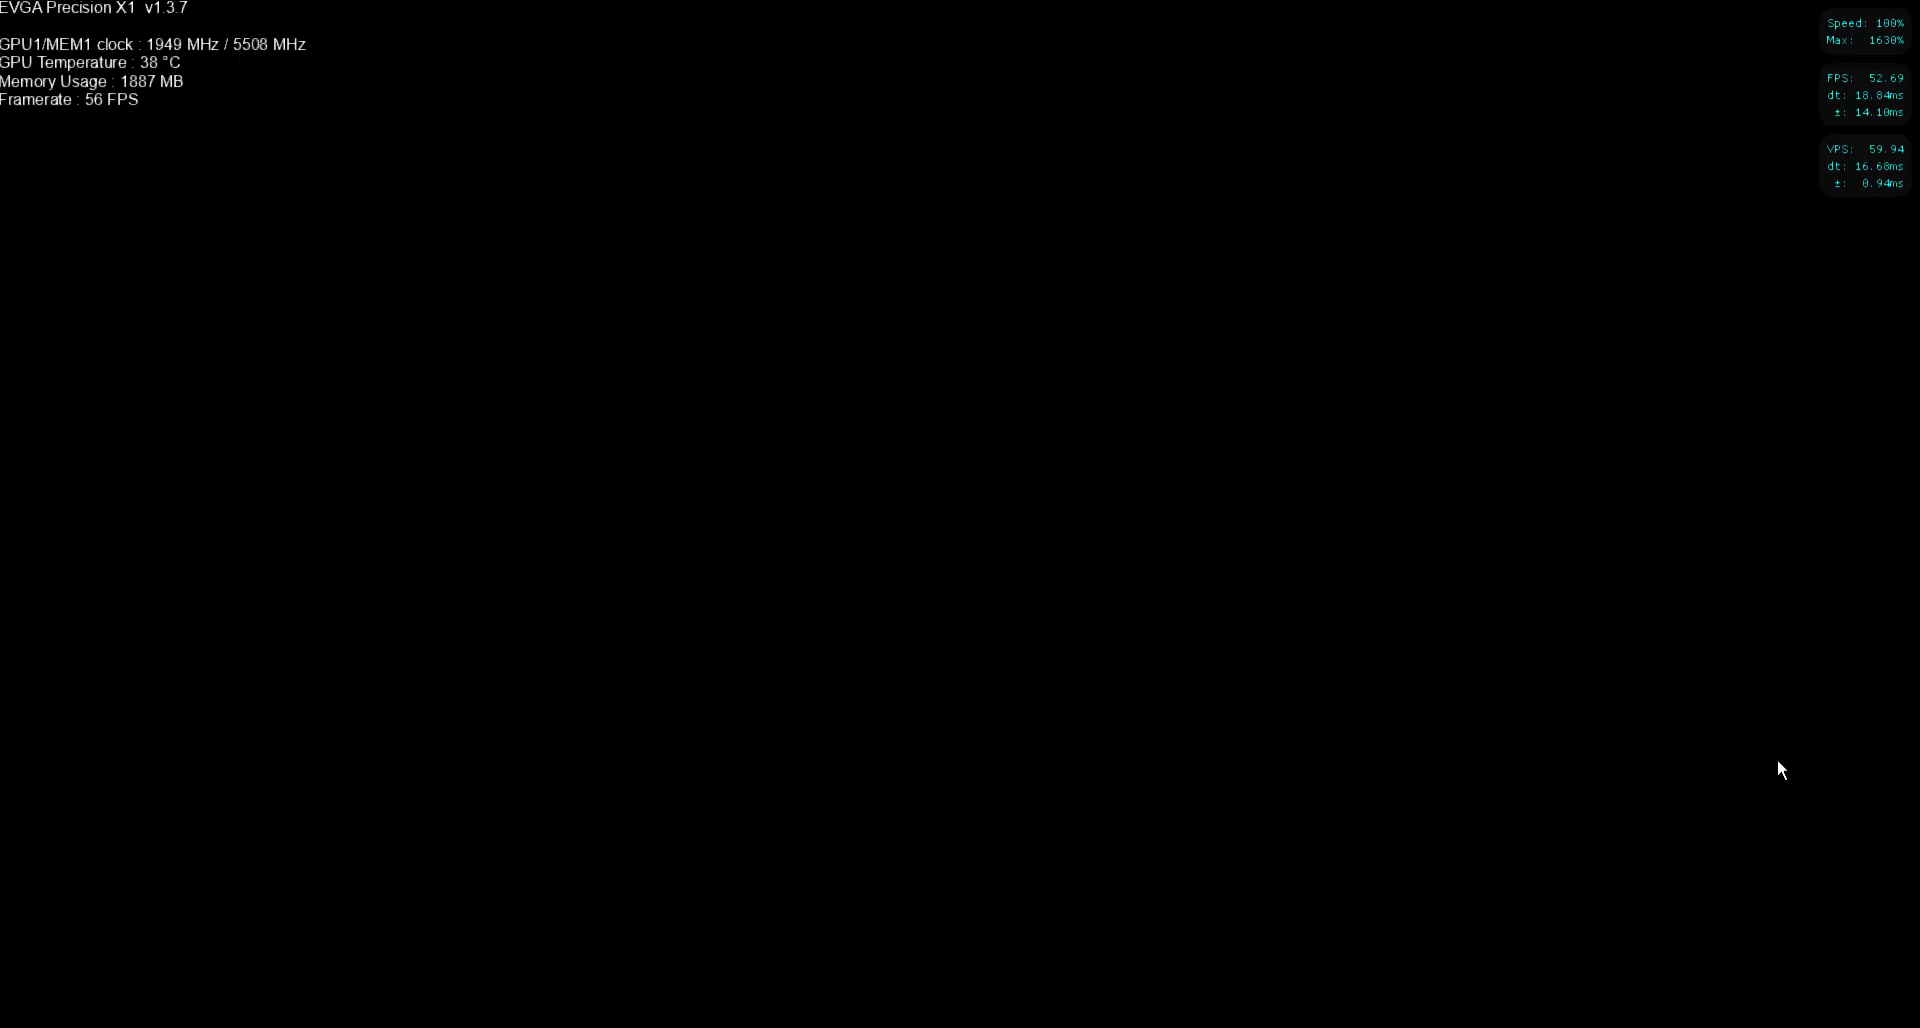 EVGA Precision X1 v1.3.7
GPU1/MEM1 clock : 1949 MHz / 5508 MHz
GPU Temperature : 38 °C
Memory Usage : 1887 MB
Framerate : 56 FPS
Speed: 100%
Max: 1630%
FPS: 52.69
dt: 18.84ms
±: 14.10ms
VPS: 59.94
dt: 16.68ms
±: 0.94ms